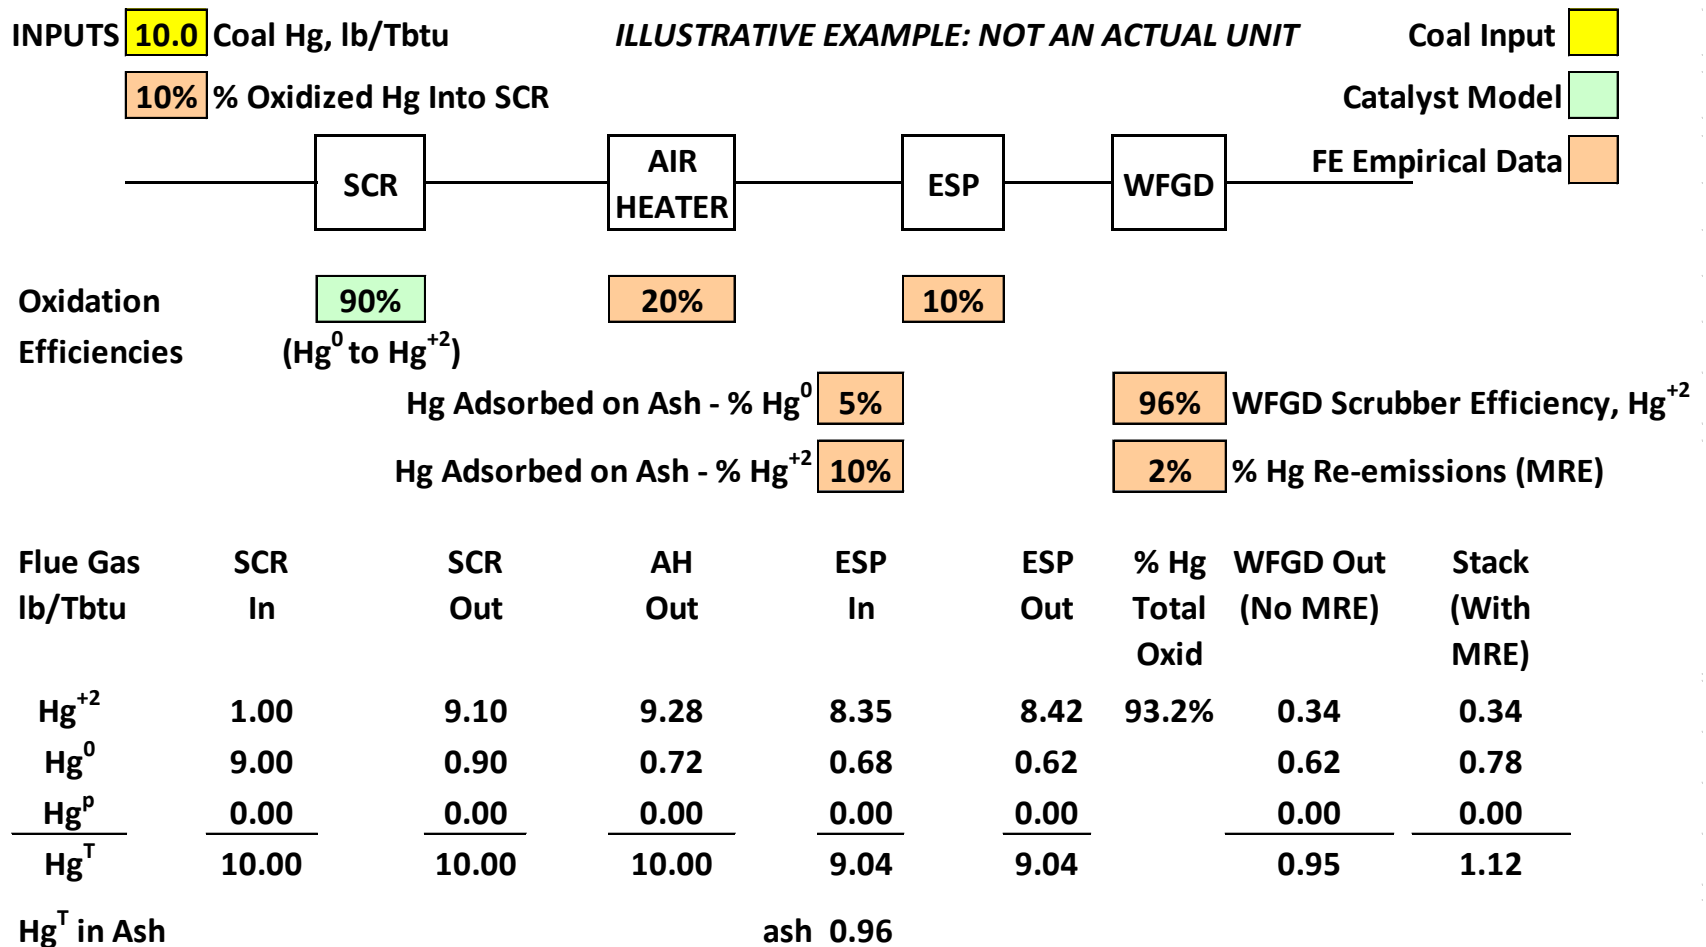 INPUTS 10.0 Coal Hg, lb/Tbtu ILLUSTRATIVE EXAMPLE: NOT AN ACTUAL UNIT Coal Input
10% % Oxidized Hg Into SCR Catalyst Model
FE Empirical Data
SCR AIR HEATER ESP WFGD
Oxidation 90% 20% 10%
Efficiencies (Hg⁰ to Hg⁺²)
Hg Adsorbed on Ash - % Hg⁰ 5% 96% WFGD Scrubber Efficiency, Hg⁺²
Hg Adsorbed on Ash - % Hg⁺² 10% 2% % Hg Re-emissions (MRE)
Flue Gas SCR SCR AH ESP ESP % Hg WFGD Out Stack
lb/Tbtu In Out Out In Out Total (No MRE) (With
Oxid MRE)
Hg⁺² 1.00 9.10 9.28 8.35 8.42 93.2% 0.34 0.34
Hg⁰ 9.00 0.90 0.72 0.68 0.62 0.62 0.78
Hgᵖ 0.00 0.00 0.00 0.00 0.00 0.00 0.00
Hgᵀ 10.00 10.00 10.00 9.04 9.04 0.95 1.12
Hgᵀ in Ash ash 0.96